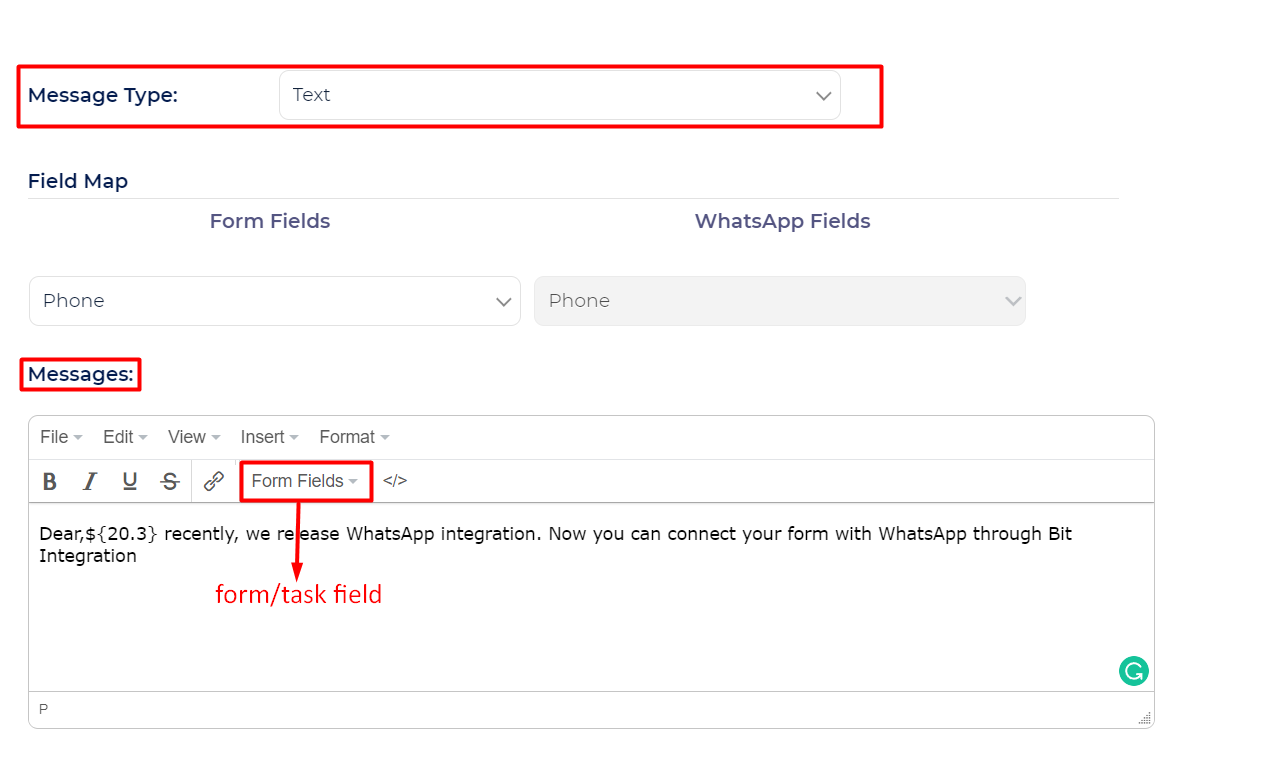 Message Type: Text
Field Map
Form Fields WhatsApp Fields
Phone Phone
Messages:
File Edit View Insert Format
B I U S Form Fields </>
Dear,${20.3} recently, we release WhatsApp integration. Now you can connect your form with WhatsApp through Bit
Integration
form/task field
P